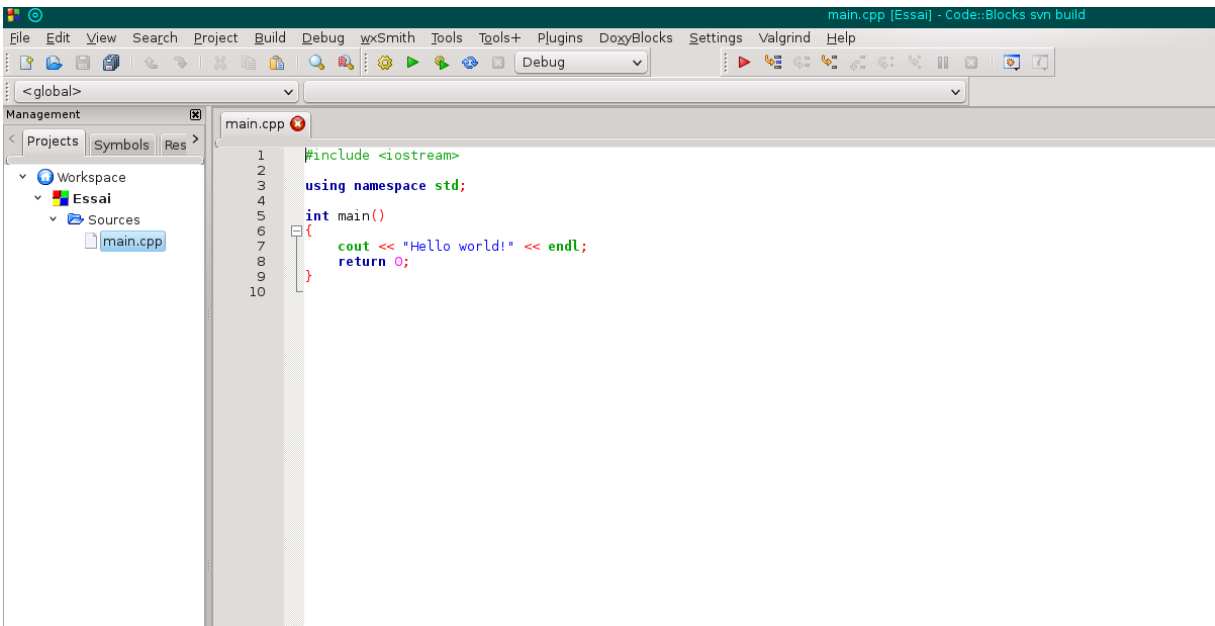 main.cpp [Essai] - Code::Blocks svn build
File Edit View Search Project Build Debug wxSmith Tools Tools+ Plugins DoxyBlocks Settings Valgrind Help
Debug
<global>
Management
Projects Symbols Res
main.cpp
Workspace
Essai
Sources
main.cpp
1 #include <iostream>
2
3 using namespace std;
4
5 int main()
6 {
7 cout << "Hello world!" << endl;
8 return 0;
9 }
10